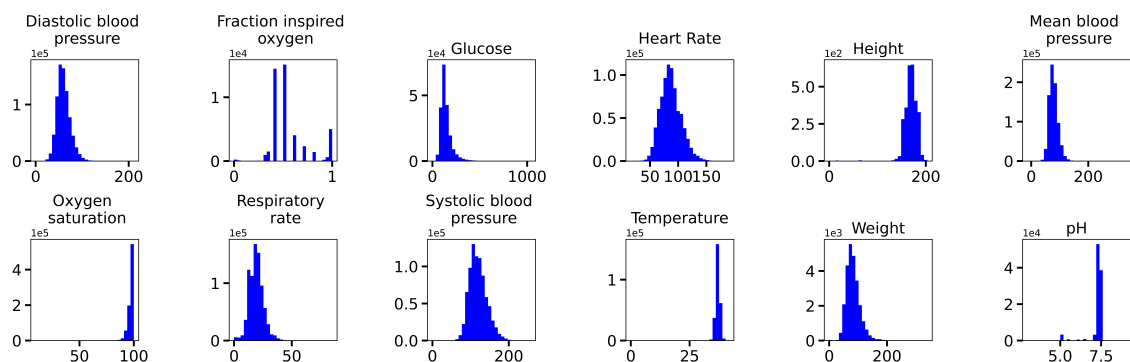 Diastolic blood
pressure
1e5
1
0
0 200
Fraction inspired
oxygen
1e4
1
0
0 1
Glucose
1e4
5
0
0 1000
Heart Rate
1e5
1.0
0.5
0.0
50 100 150
Height
1e2
5.0
2.5
0.0
0 100 200
Mean blood
pressure
1e5
2
1
0
0 200
Oxygen
saturation
1e5
4
2
0
50 100
Respiratory
rate
1e5
1
0
0 50
Systolic blood
pressure
1e5
1.0
0.5
0.0
0 200
Temperature
1e5
1
0
0 25
Weight
1e3
4
2
0
0 200
pH
1e4
4
2
0
5.0 7.5